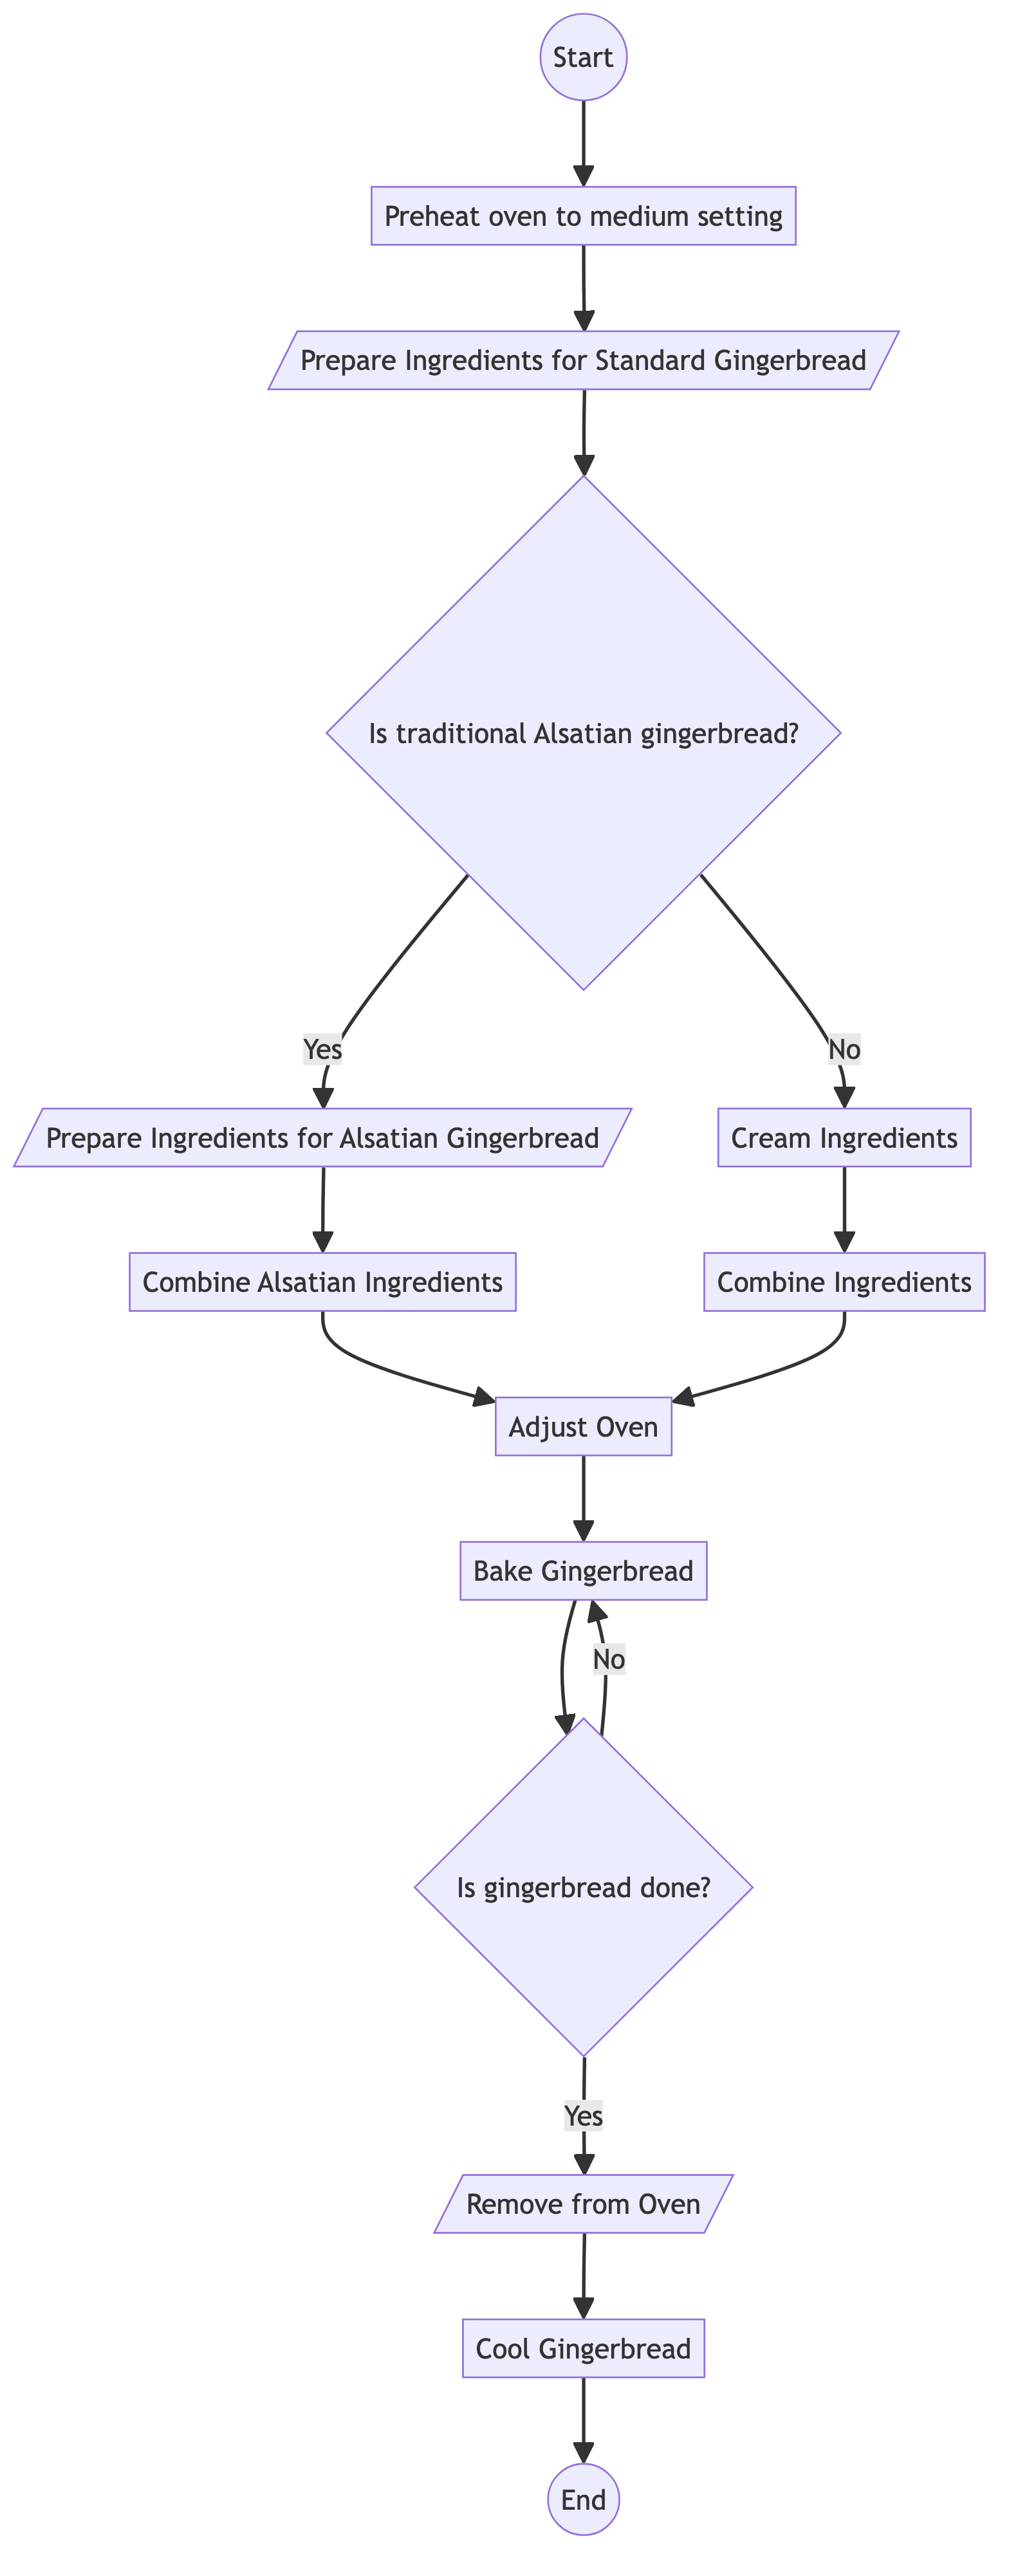 Start
Preheat oven to medium setting
Prepare Ingredients for Standard Gingerbread
Is traditional Alsatian gingerbread?
Yes
No
Prepare Ingredients for Alsatian Gingerbread
Cream Ingredients
Combine Alsatian Ingredients
Combine Ingredients
Adjust Oven
Bake Gingerbread
No
Is gingerbread done?
Yes
Remove from Oven
Cool Gingerbread
End